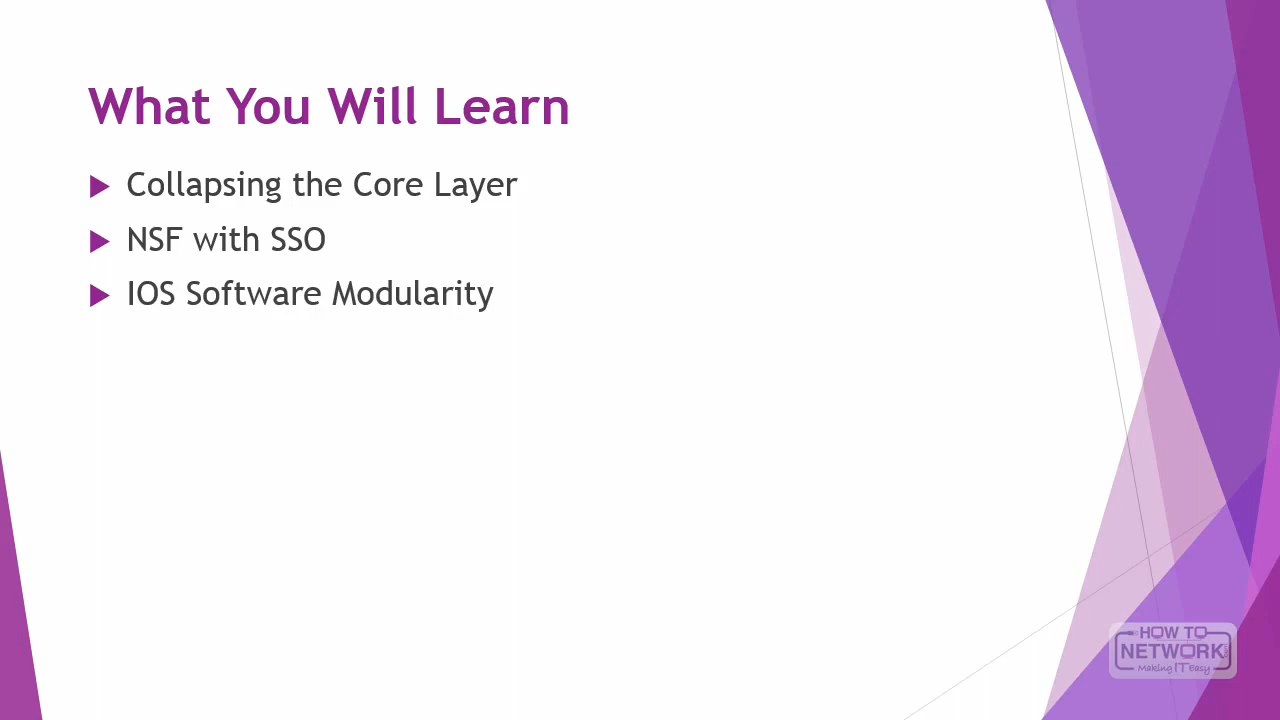 What You Will Learn
Collapsing the Core Layer
NSF with SSO
IOS Software Modularity
HOW TO
NETWORK
Making IT Easy